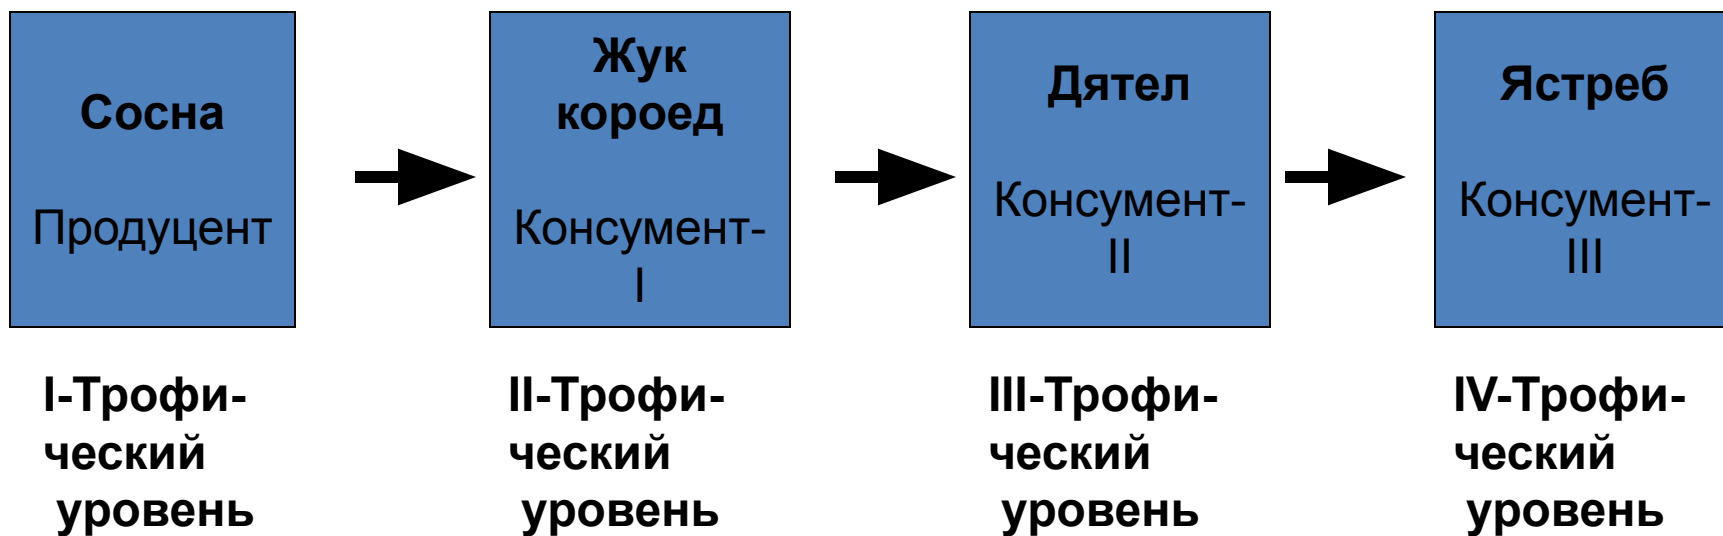 Сосна
Продуцент
Жук
короед
Консумент-
I
Дятел
Консумент-
II
Ястреб
Консумент-
III
I-Трофи-
ческий
уровень
II-Трофи-
ческий
уровень
III-Трофи-
ческий
уровень
IV-Трофи-
ческий
уровень